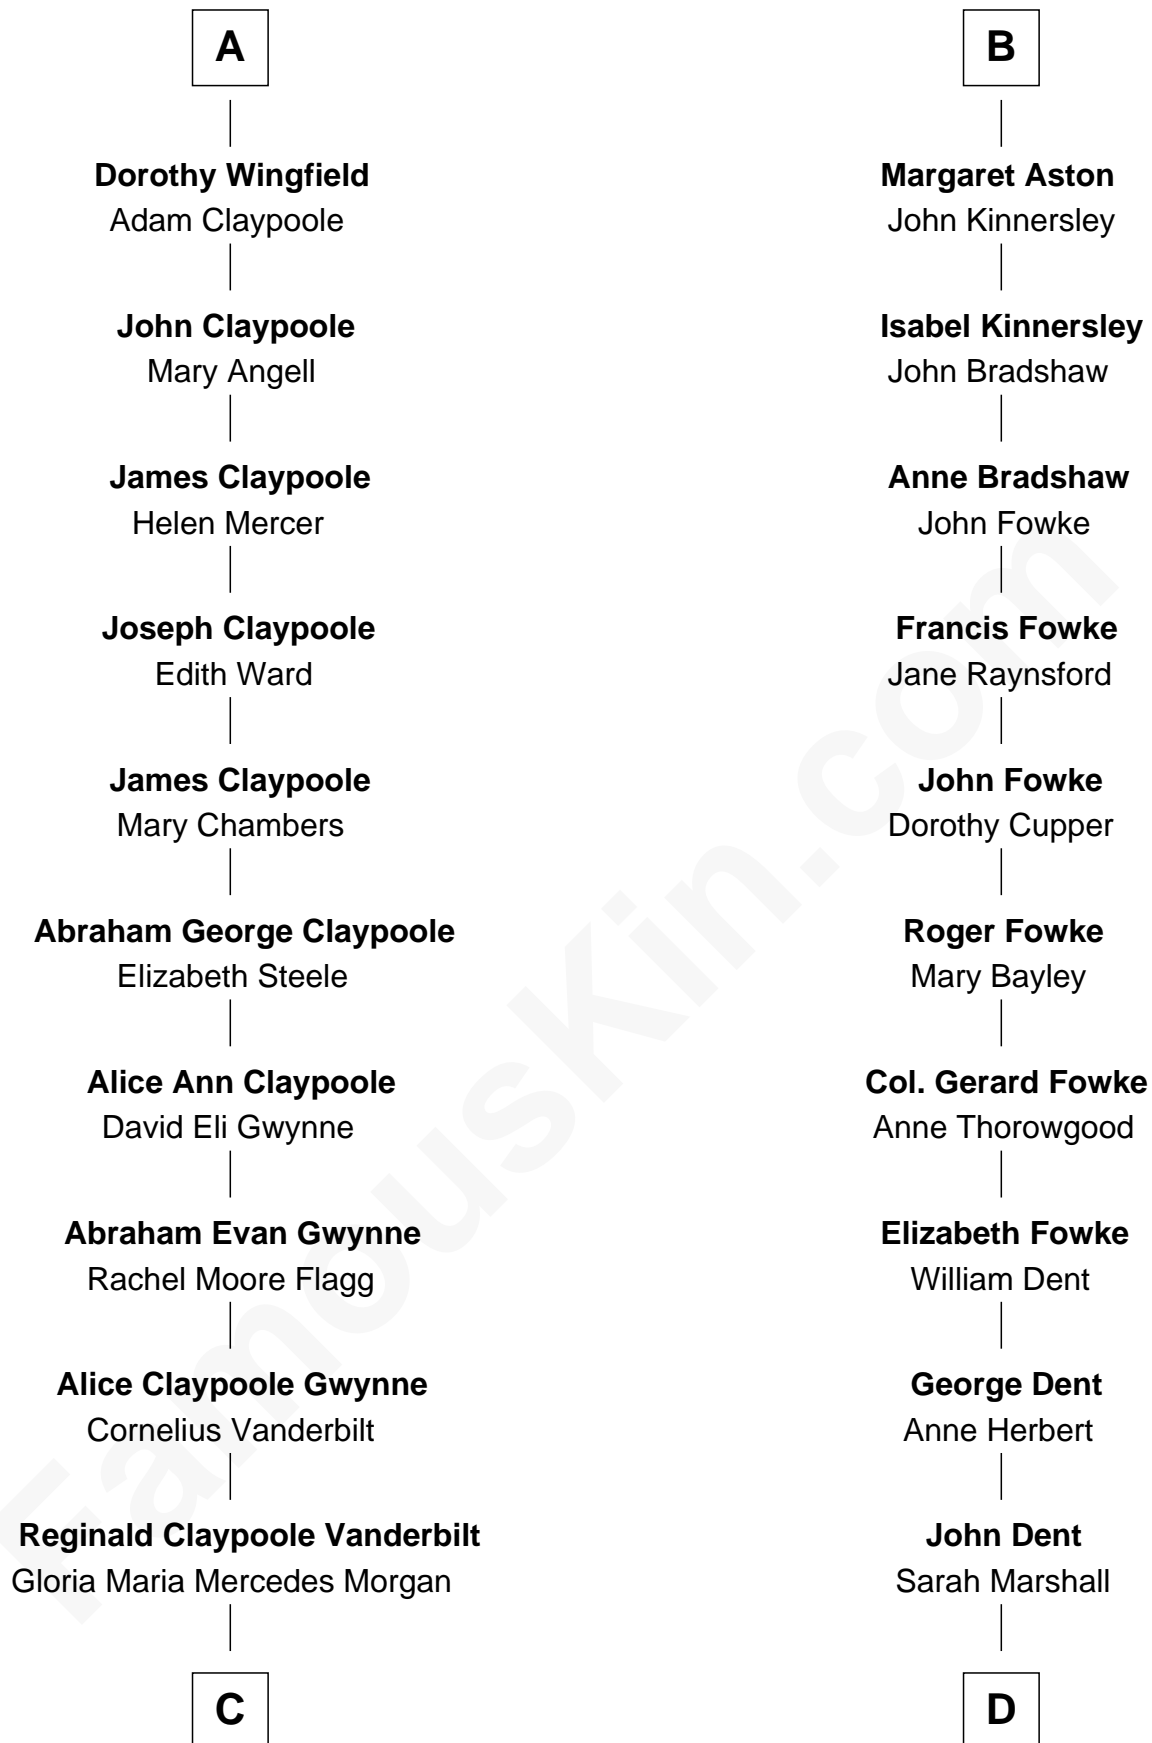 A
Dorothy Wingfield
Adam Claypoole
John Claypoole
Mary Angell
James Claypoole
Helen Mercer
Joseph Claypoole
Edith Ward
James Claypoole
Mary Chambers
Abraham George Claypoole
Elizabeth Steele
Alice Ann Claypoole
David Eli Gwynne
Abraham Evan Gwynne
Rachel Moore Flagg
Alice Claypoole Gwynne
Cornelius Vanderbilt
Reginald Claypoole Vanderbilt
Gloria Maria Mercedes Morgan
C
B
Margaret Aston
John Kinnersley
Isabel Kinnersley
John Bradshaw
Anne Bradshaw
John Fowke
Francis Fowke
Jane Raynsford
John Fowke
Dorothy Cupper
Roger Fowke
Mary Bayley
Col. Gerard Fowke
Anne Thorowgood
Elizabeth Fowke
William Dent
George Dent
Anne Herbert
John Dent
Sarah Marshall
D
FamousKin.com